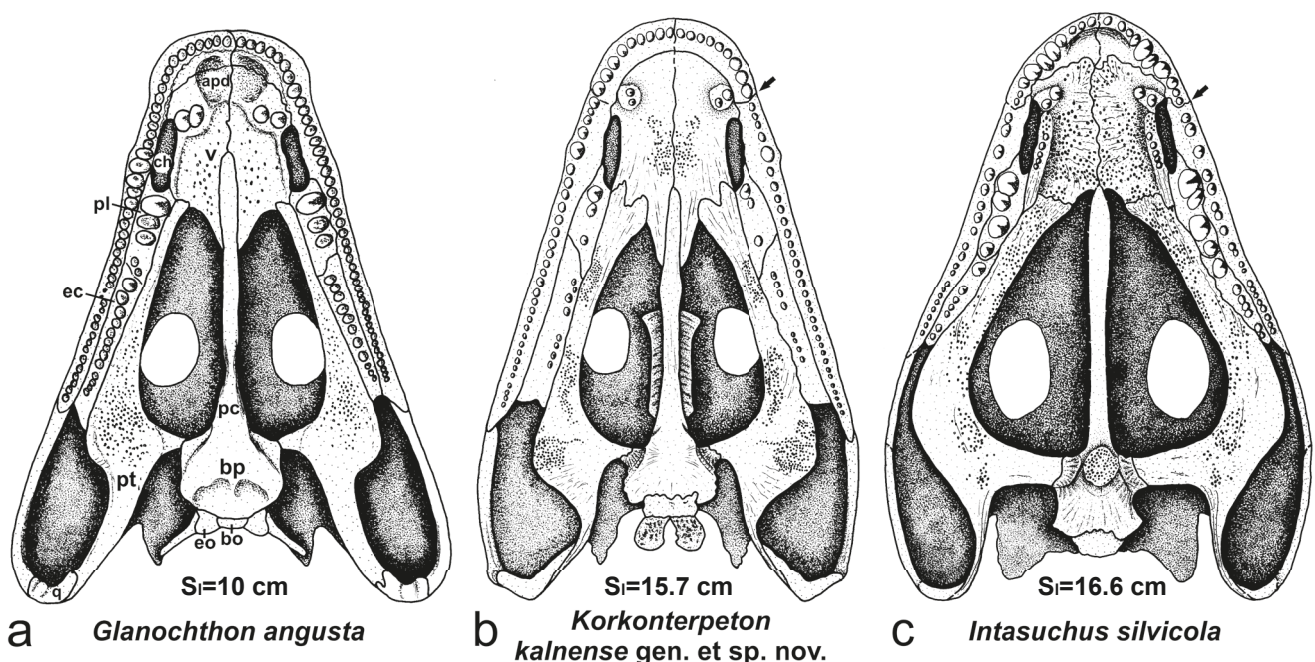 apd
v
ch
pl
ec
pc
bp
pt
eo bo
q
Sl=10 cm
Sl=15.7 cm
Sl=16.6 cm
a Glanochthon angusta
b Korkonterpeton
kalnense gen. et sp. nov.
c Intasuchus silvicola